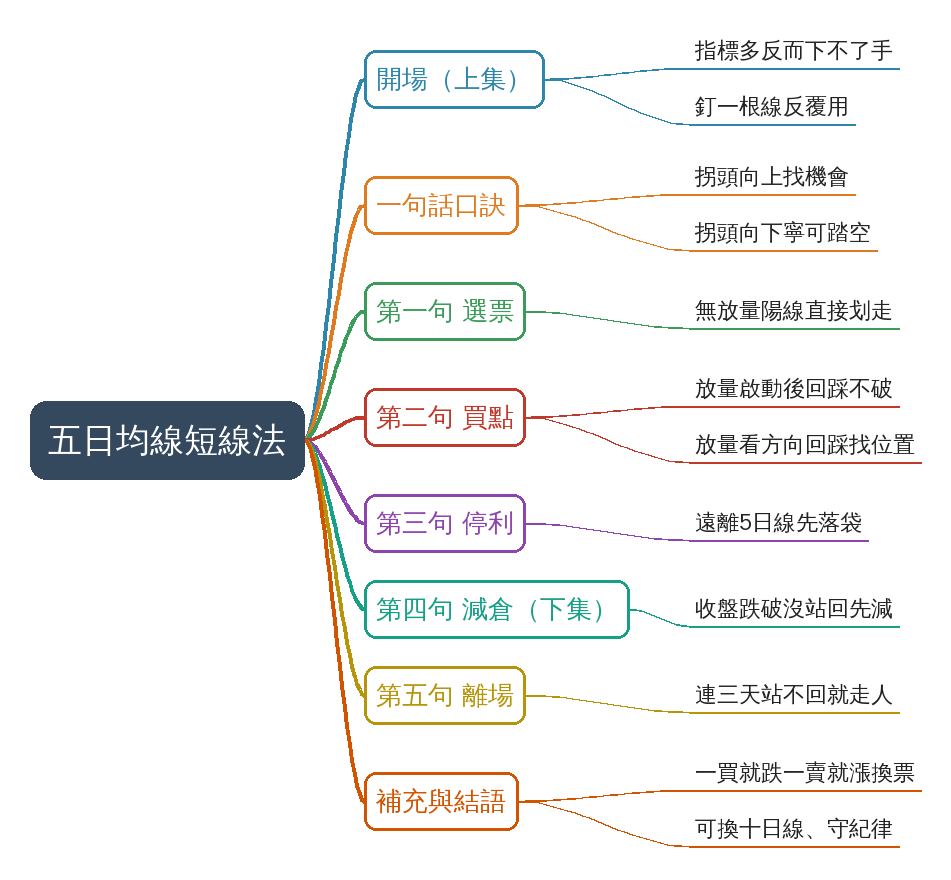 五日均線短線法
開場（上集）
指標多反而下不了手
釘一根線反覆用
一句話口訣
拐頭向上找機會
拐頭向下寧可踏空
第一句 選票
無放量陽線直接划走
第二句 買點
放量啟動後回踩不破
放量看方向回踩找位置
第三句 停利
遠離5日線先落袋
第四句 減倉（下集）
收盤跌破沒站回先減
第五句 離場
連三天站不回就走人
補充與結語
一買就跌一賣就漲換票
可換十日線、守紀律